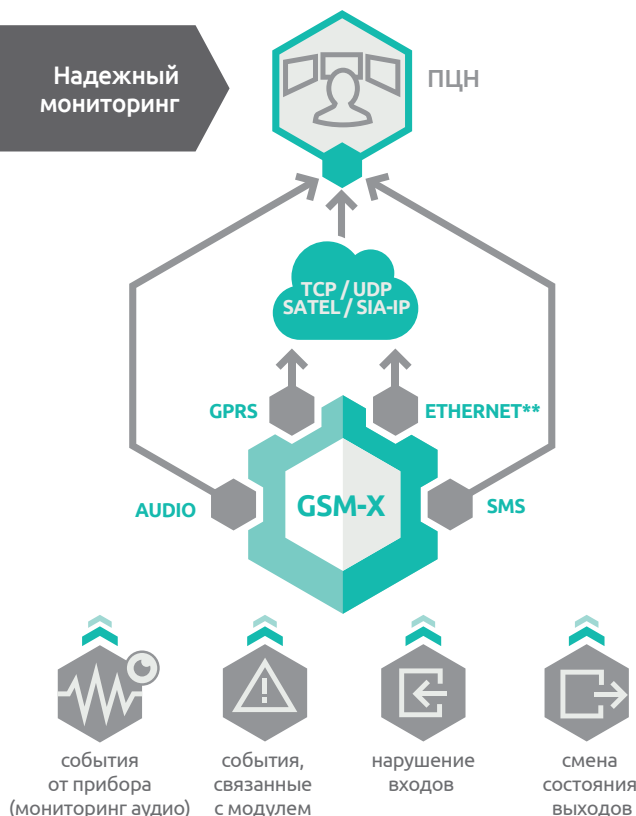 Надежный
мониторинг
ПЦН
TCP / UDP
SATEL / SIA-IP
GPRS
ETHERNET**
AUDIO
GSM-X
SMS
события
от прибора
(мониторинг аудио)
события,
связанные
с модулем
нарушение
входов
смена
состояния
выходов